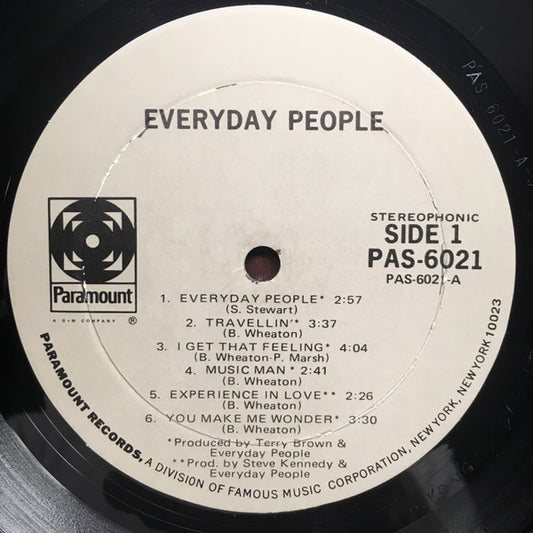 EVERYDAY PEOPLE
PAS 6021-A-
Paramount
A G+W COMPANY ®
STEREOPHONIC
SIDE 1
PAS-6021
PAS-6021-A
1. EVERYDAY PEOPLE* 2:57
(S. Stewart)
2. TRAVELLIN'* 3:37
(B. Wheaton)
3. I GET THAT FEELING* 4:04
(B. Wheaton-P. Marsh)
4. MUSIC MAN* 2:41
(B. Wheaton)
5. EXPERIENCE IN LOVE** 2:26
(B. Wheaton)
6. YOU MAKE ME WONDER* 3:30
(B. Wheaton)
*Produced by Terry Brown &
Everyday People
**Prod. by Steve Kennedy &
Everyday People
PARAMOUNT RECORDS, A DIVISION OF FAMOUS MUSIC CORPORATION, NEW YORK, NEW YORK 10023